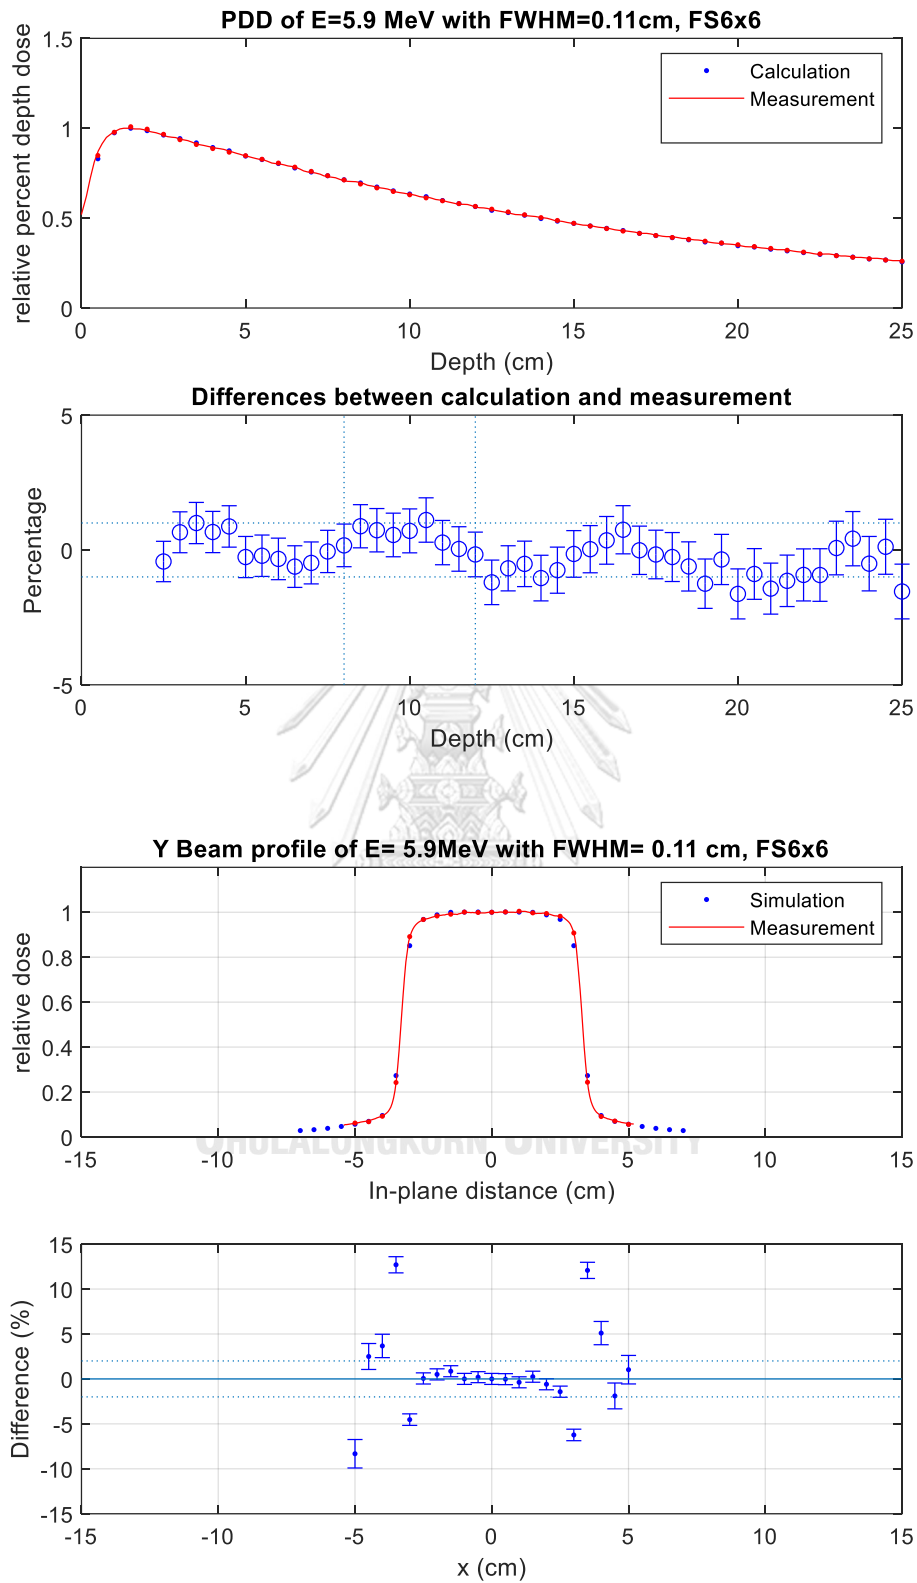 PDD of E=5.9 MeV with FWHM=0.11cm, FS6x6
relative percent depth dose
1.5
1
0.5
0
Calculation
Measurement
0 5 10 15 20 25
Depth (cm)
Differences between calculation and measurement
Percentage
5
0
-5
0 5 10 15 20 25
Depth (cm)
Y Beam profile of E= 5.9MeV with FWHM= 0.11 cm, FS6x6
relative dose
1
0.8
0.6
0.4
0.2
0
Simulation
Measurement
CHULALONGKORN UNIVERSITY
-15 -10 -5 0 5 10 15
In-plane distance (cm)
Difference (%)
15
10
5
0
-5
-10
-15
-15 -10 -5 0 5 10 15
x (cm)